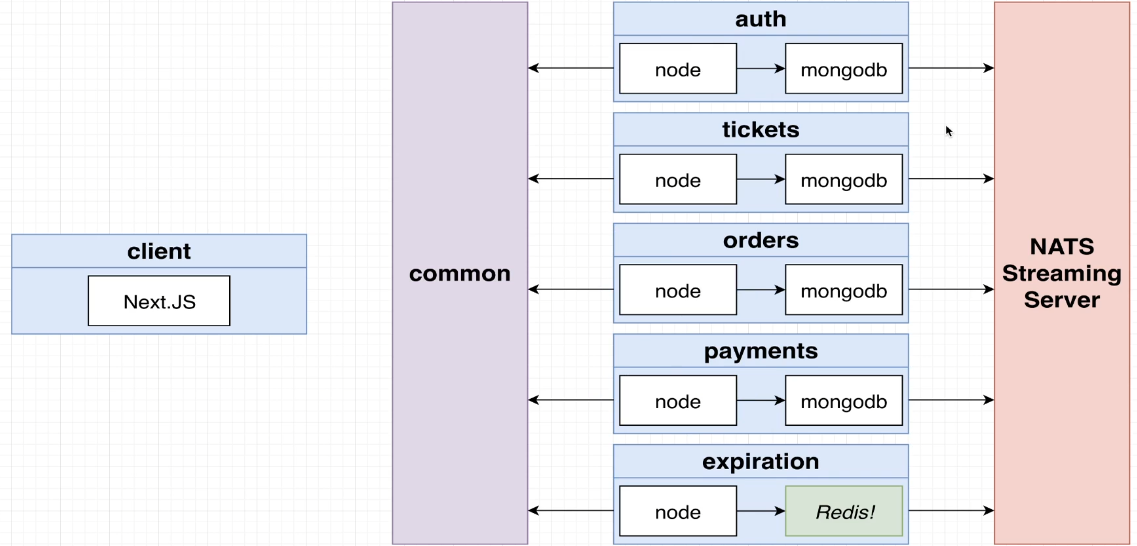 client
Next.JS
common
auth
node
mongodb
tickets
node
mongodb
orders
node
mongodb
payments
node
mongodb
expiration
node
Redis!
NATS
Streaming
Server